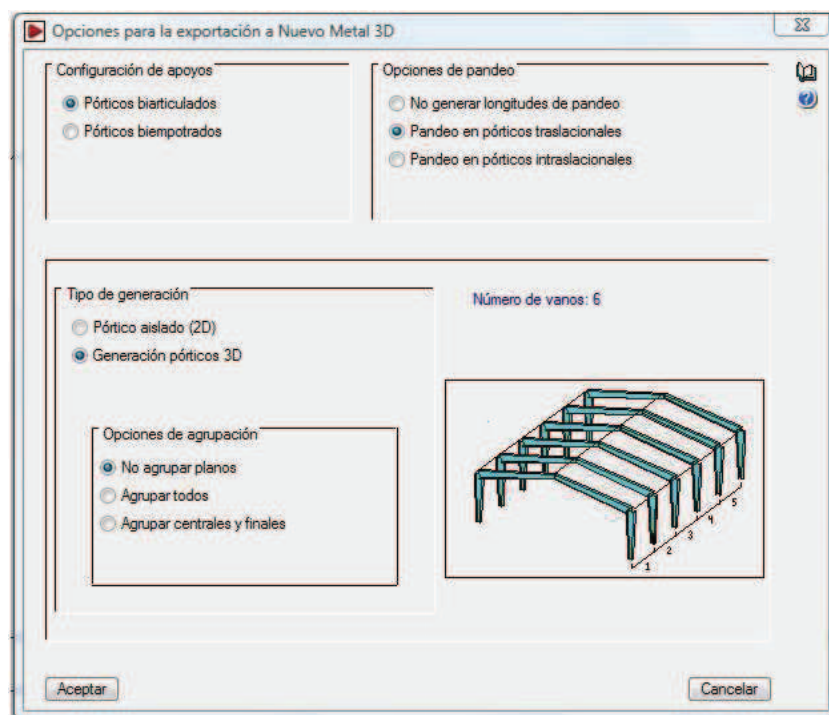 Opciones para la exportación a Nuevo Metal 3D
Configuración de apoyos
Pórticos biarticulados
Pórticos biempotrados
Opciones de pandeo
No generar longitudes de pandeo
Pandeo en pórticos traslacionales
Pandeo en pórticos intraslacionales
Tipo de generación
Pórtico aislado (2D)
Generación pórticos 3D
Opciones de agrupación
No agrupar planos
Agrupar todos
Agrupar centrales y finales
Número de vanos: 6
1
2
3
4
5
Aceptar
Cancelar